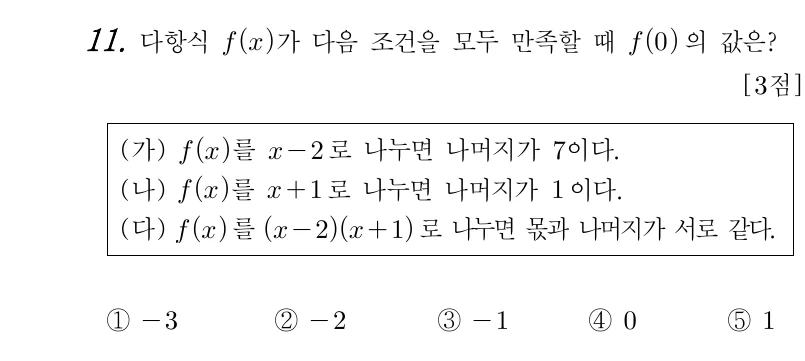 11. 다항식 f(x)가 다음 조건을 모두 만족할 때 f(0)의 값은?
[3점]
(가) f(x)를 x-2로 나누면 나머지가 7이다.
(나) f(x)를 x+1로 나누면 나머지가 1이다.
(다) f(x)를 (x-2)(x+1)로 나누면 몫과 나머지가 서로 같다.
① -3 ② -2 ③ -1 ④ 0 ⑤ 1